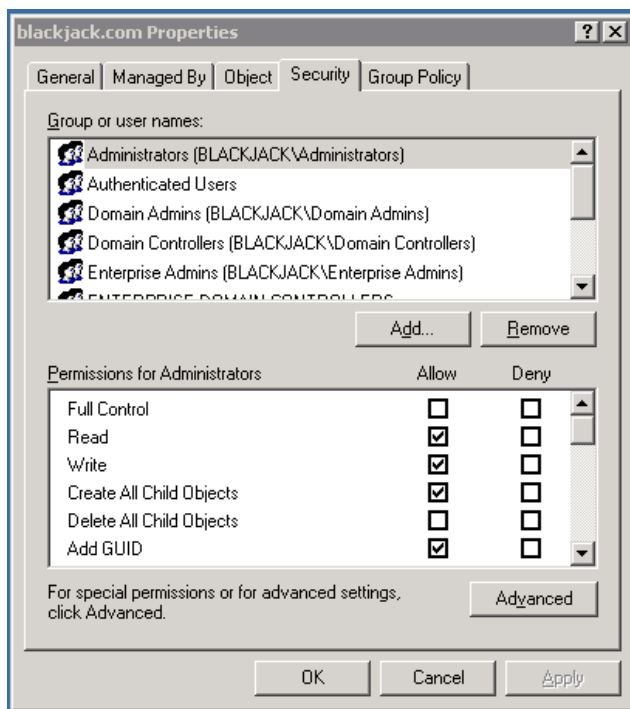 blackjack.com Properties
General Managed By Object Security Group Policy
Group or user names:
Administrators (BLACKJACK\Administrators)
Authenticated Users
Domain Admins (BLACKJACK\Domain Admins)
Domain Controllers (BLACKJACK\Domain Controllers)
Enterprise Admins (BLACKJACK\Enterprise Admins)
ENTERPRISE DOMAIN CONTROLLERS
Add... Remove
Permissions for Administrators Allow Deny
Full Control
Read
Write
Create All Child Objects
Delete All Child Objects
Add GUID
For special permissions or for advanced settings,
click Advanced.
Advanced
OK Cancel Apply